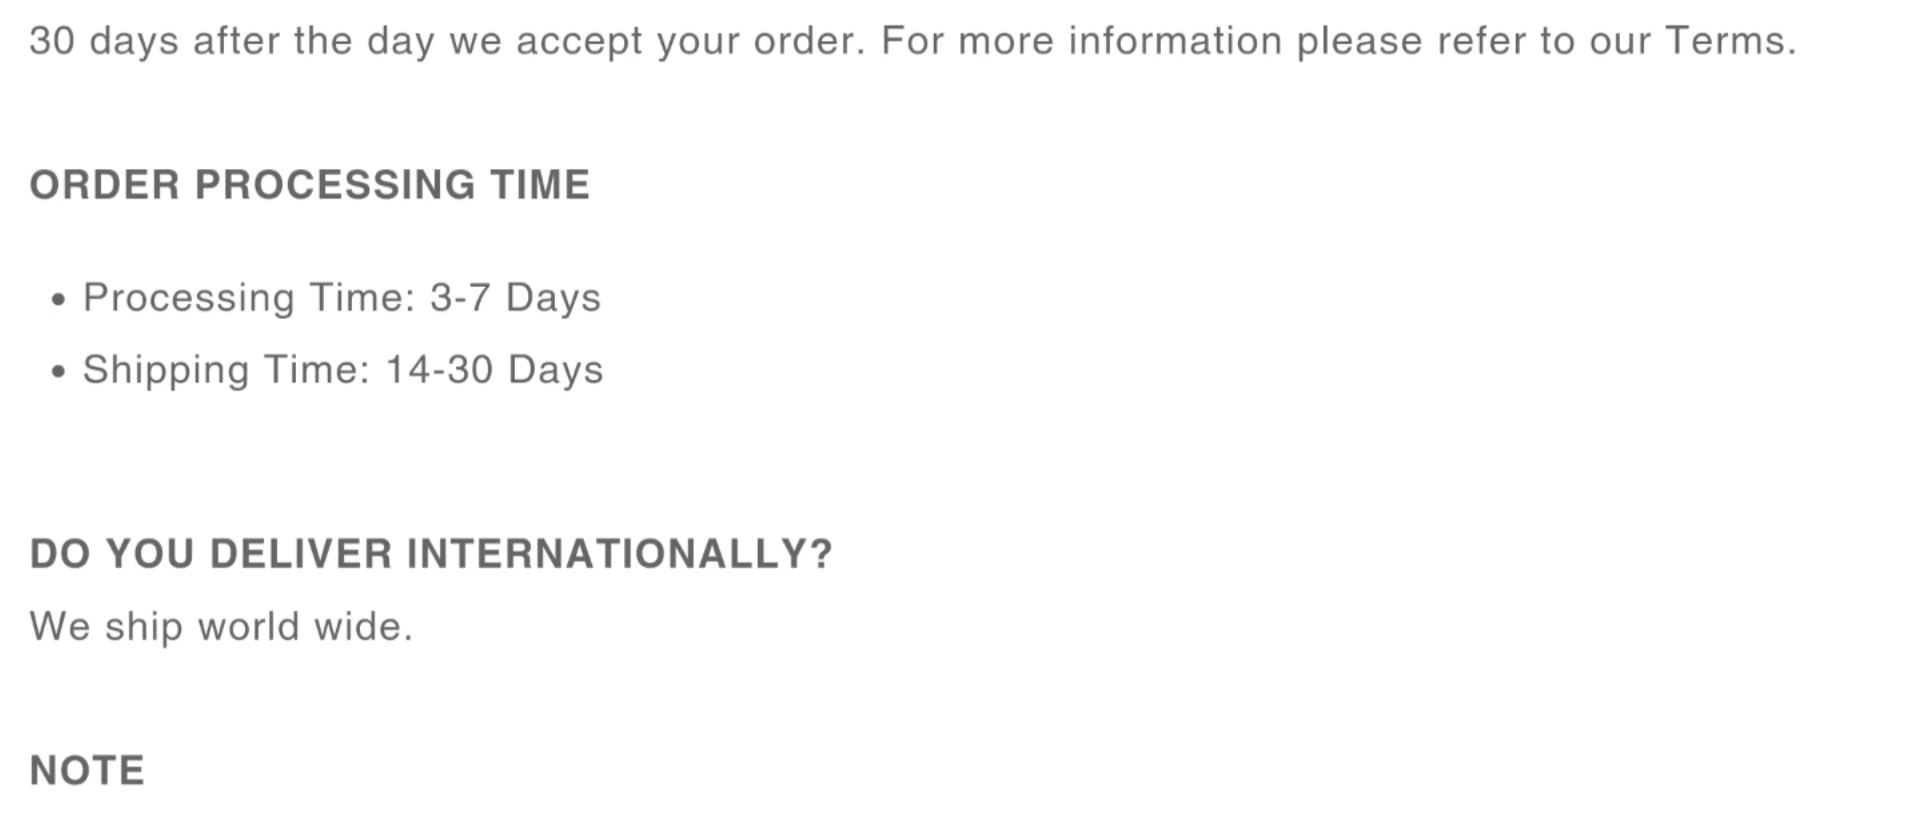 30 days after the day we accept your order. For more information please refer to our Terms.
ORDER PROCESSING TIME
• Processing Time: 3-7 Days
• Shipping Time: 14-30 Days
DO YOU DELIVER INTERNATIONALLY?
We ship world wide.
NOTE